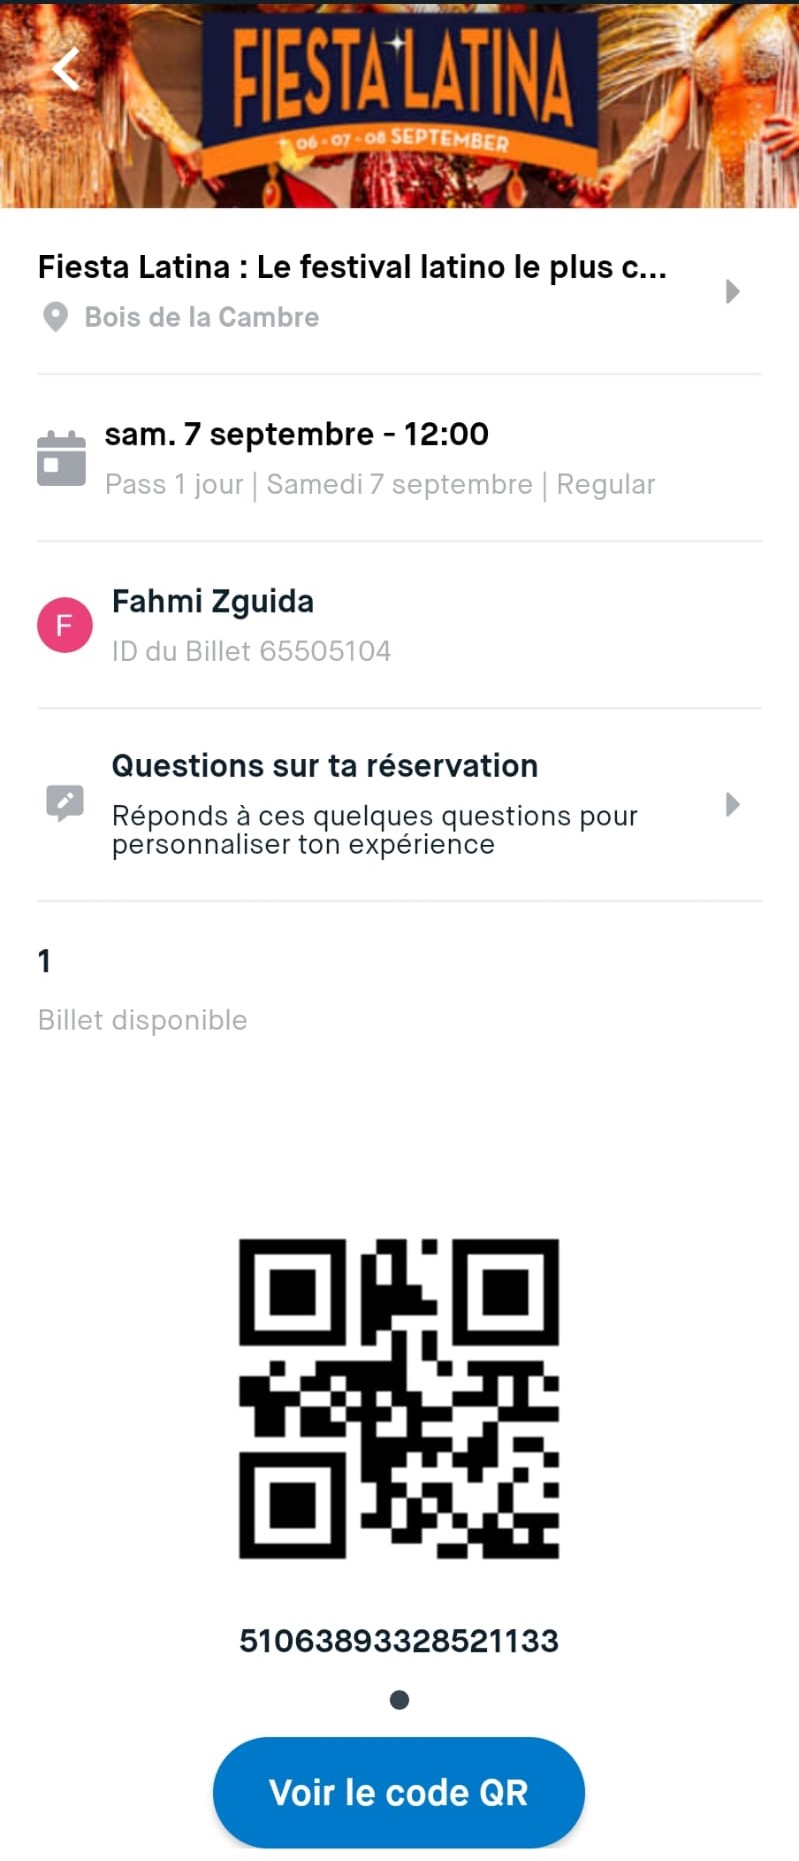 FIESTA LATINA
06 - 07 - 08 SEPTEMBER
Fiesta Latina : Le festival latino le plus c...
Bois de la Cambre
sam. 7 septembre - 12:00
Pass 1 jour | Samedi 7 septembre | Regular
F
Fahmi Zguida
ID du Billet 65505104
Questions sur ta réservation
Réponds à ces quelques questions pour
personnaliser ton expérience
1
Billet disponible
51063893328521133
Voir le code QR